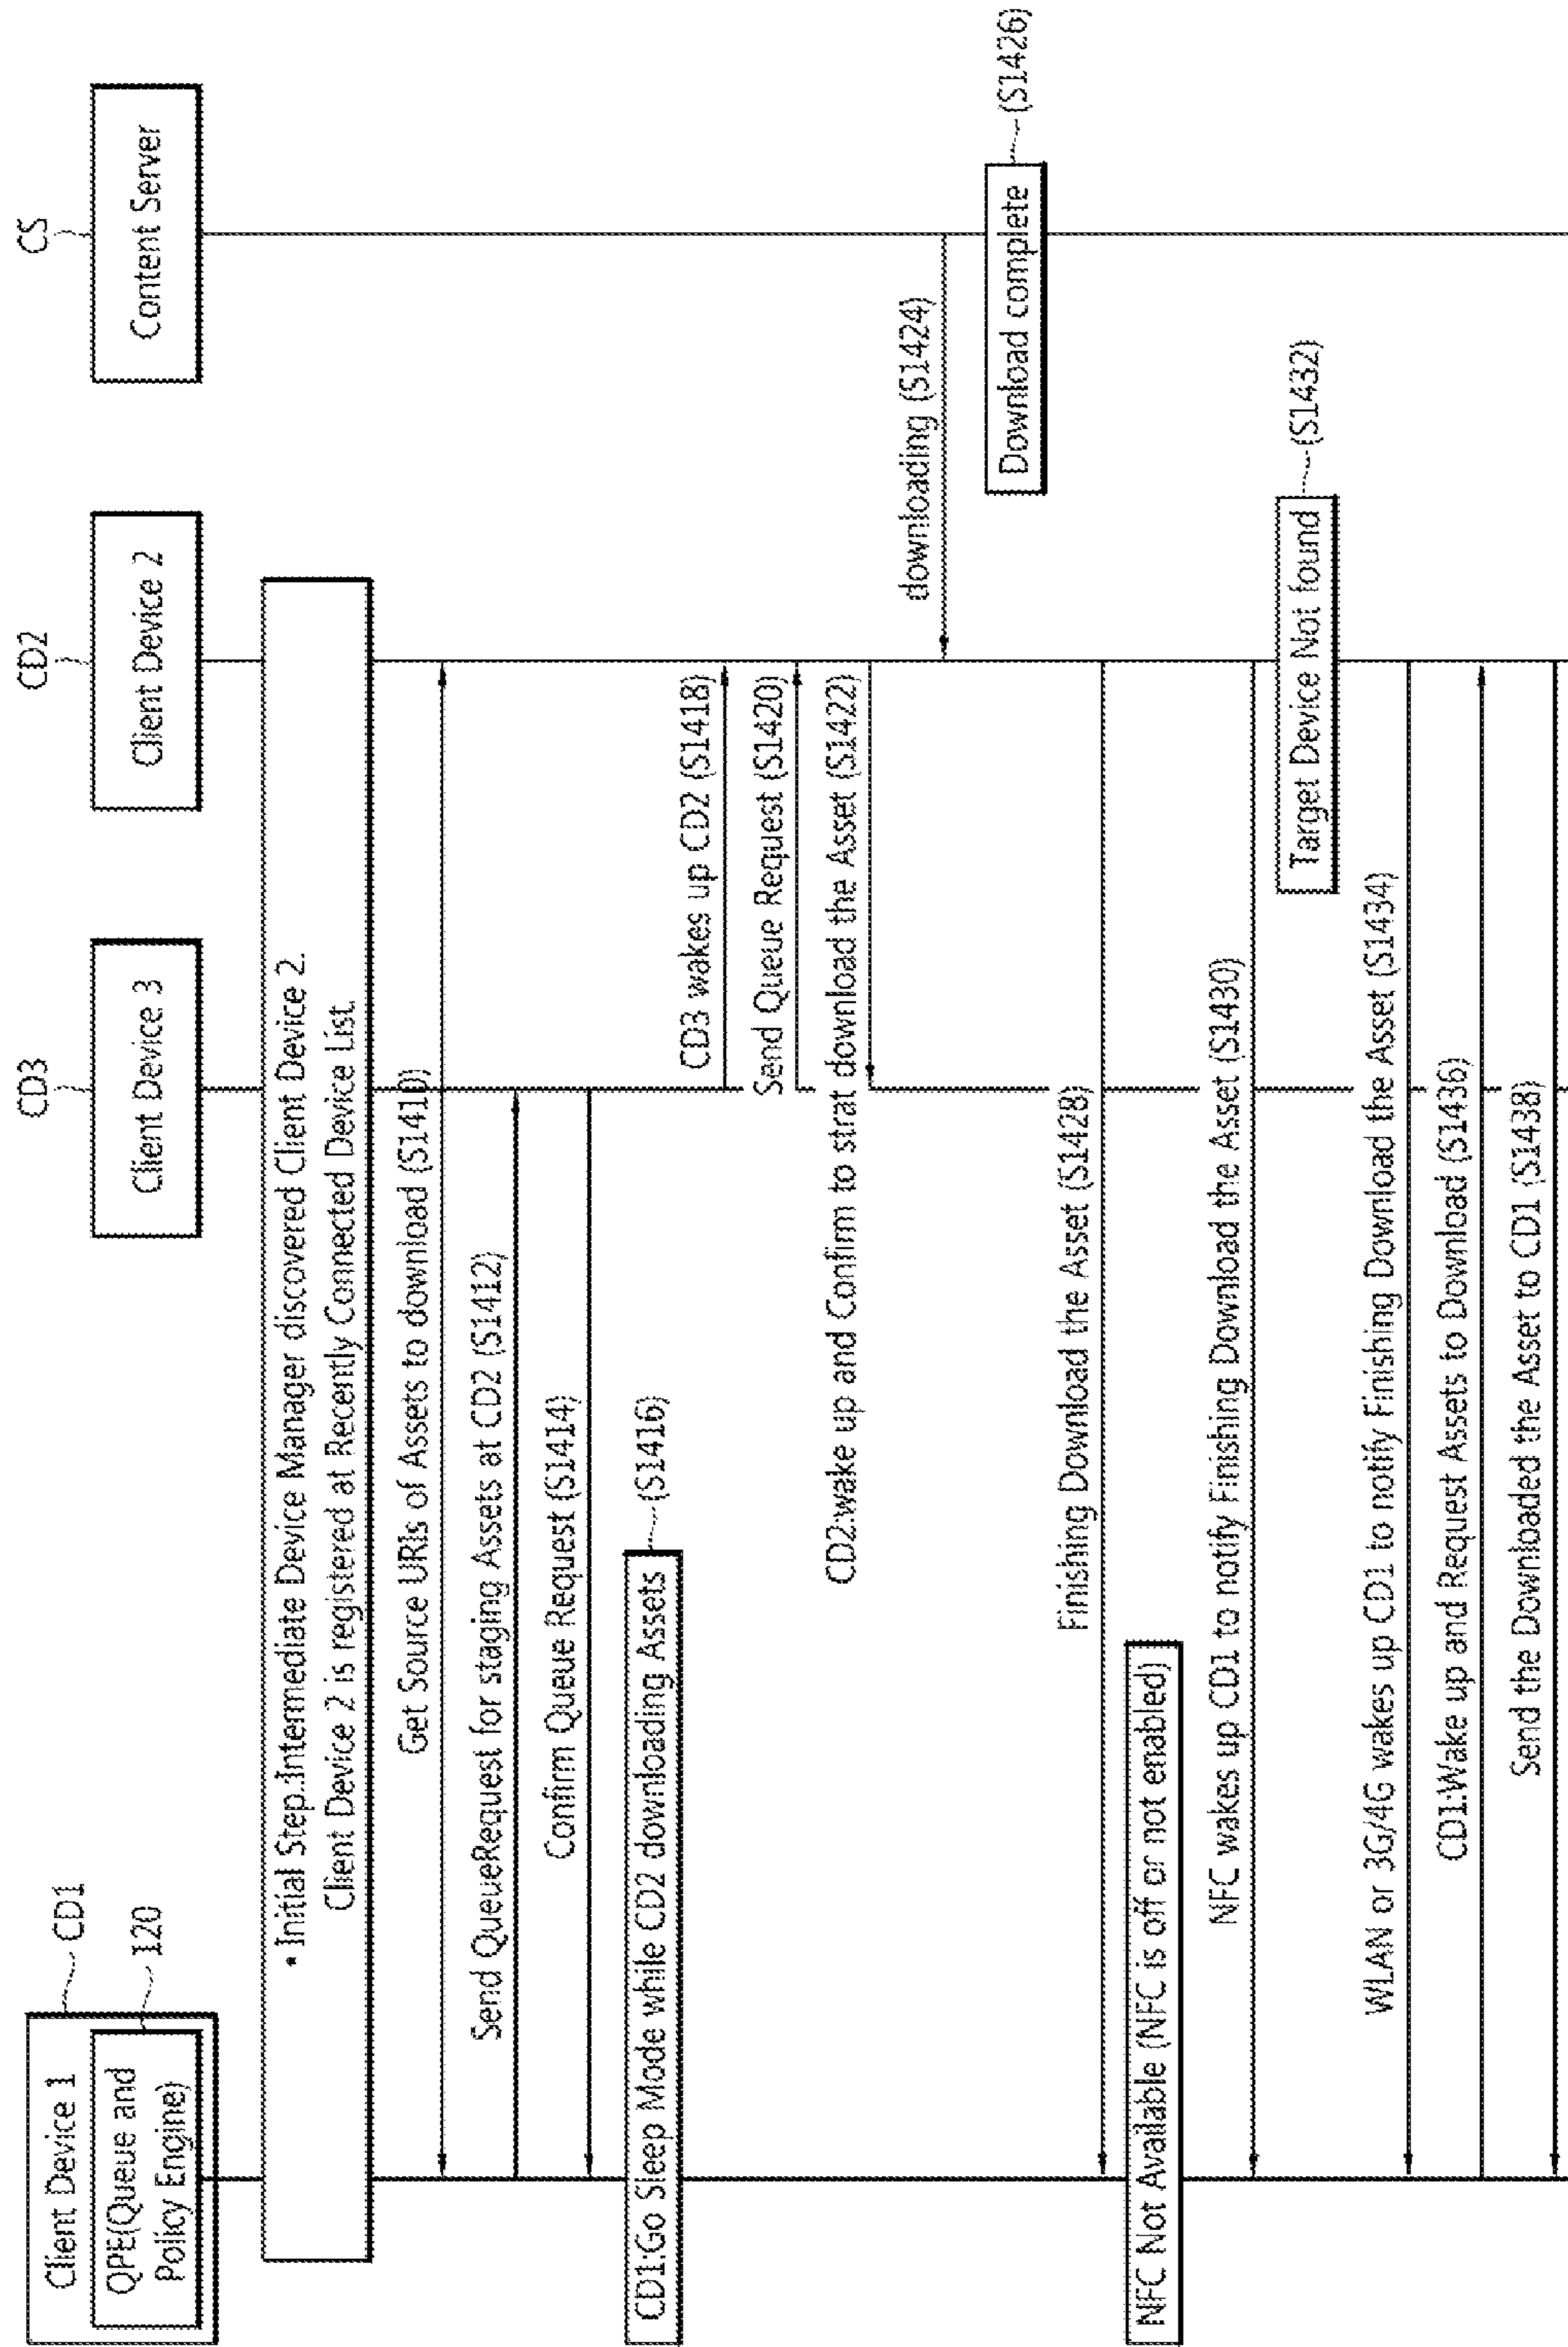 CD1
Client Device 1
120
QPE(Queue and
Policy Engine)
CD3
Client Device 3
CD2
Client Device 2
CS
Content Server
* Initial Step.Intermediate Device Manager discovered Client Device 2.
Client Device 2 is registered at Recently Connected Device List.
Get Source URIs of Assets to download (S1410)
Send QueueRequest for staging Assets at CD2 (S1412)
Confirm Queue Request (S1414)
CD1:Go Sleep Mode while CD2 downloading Assets
(S1416)
CD3 wakes up CD2 (S1418)
Send Queue Request (S1420)
CD2:wake up and Confirm to strat download the Asset (S1422)
downloading (S1424)
Download complete
(S1426)
Finishing Download the Asset (S1428)
NFC Not Available (NFC is off or not enabled)
NFC wakes up CD1 to notify Finishing Download the Asset (S1430)
Target Device Not found
(S1432)
WLAN or 3G/4G wakes up CD1 to notify Finishing Download the Asset (S1434)
CD1:Wake up and Request Assets to Download (S1436)
Send the Downloaded the Asset to CD1 (S1438)